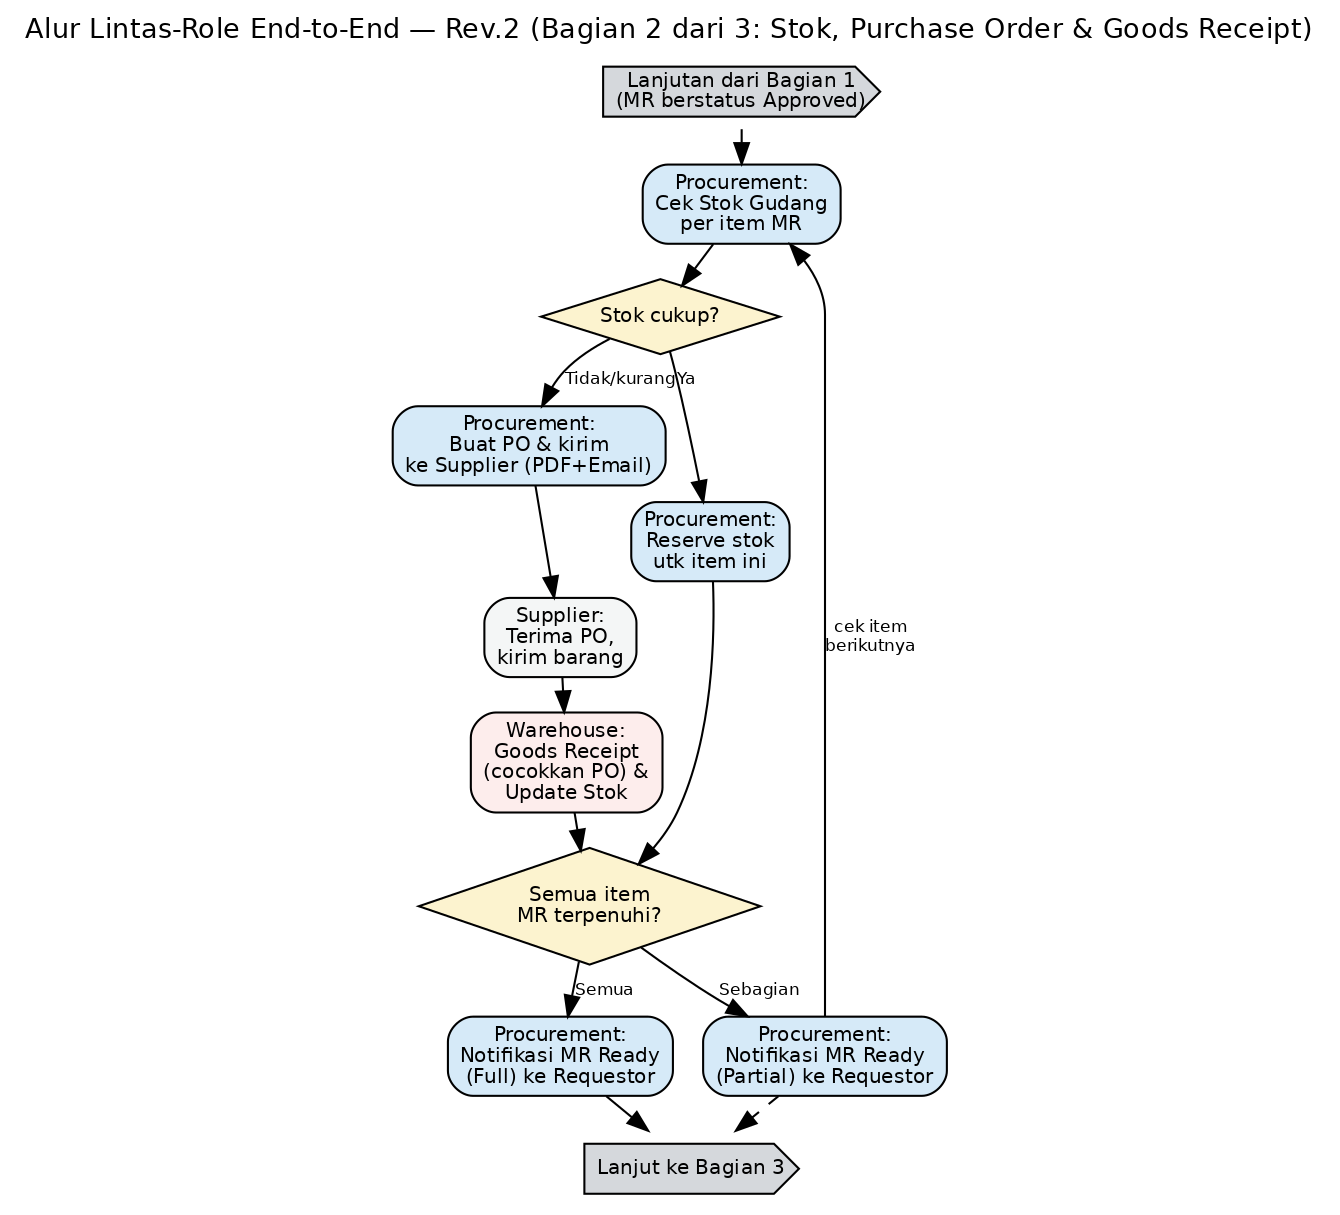 Alur Lintas-Role End-to-End — Rev.2 (Bagian 2 dari 3: Stok, Purchase Order & Goods Receipt)
Lanjutan dari Bagian 1
(MR berstatus Approved)
Procurement:
Cek Stok Gudang
per item MR
Stok cukup?
Tidak/kurang
Ya
Procurement:
Buat PO & kirim
ke Supplier (PDF+Email)
Procurement:
Reserve stok
utk item ini
Supplier:
Terima PO,
kirim barang
cek item
berikutnya
Warehouse:
Goods Receipt
(cocokkan PO) &
Update Stok
Semua item
MR terpenuhi?
Semua
Sebagian
Procurement:
Notifikasi MR Ready
(Full) ke Requestor
Procurement:
Notifikasi MR Ready
(Partial) ke Requestor
Lanjut ke Bagian 3